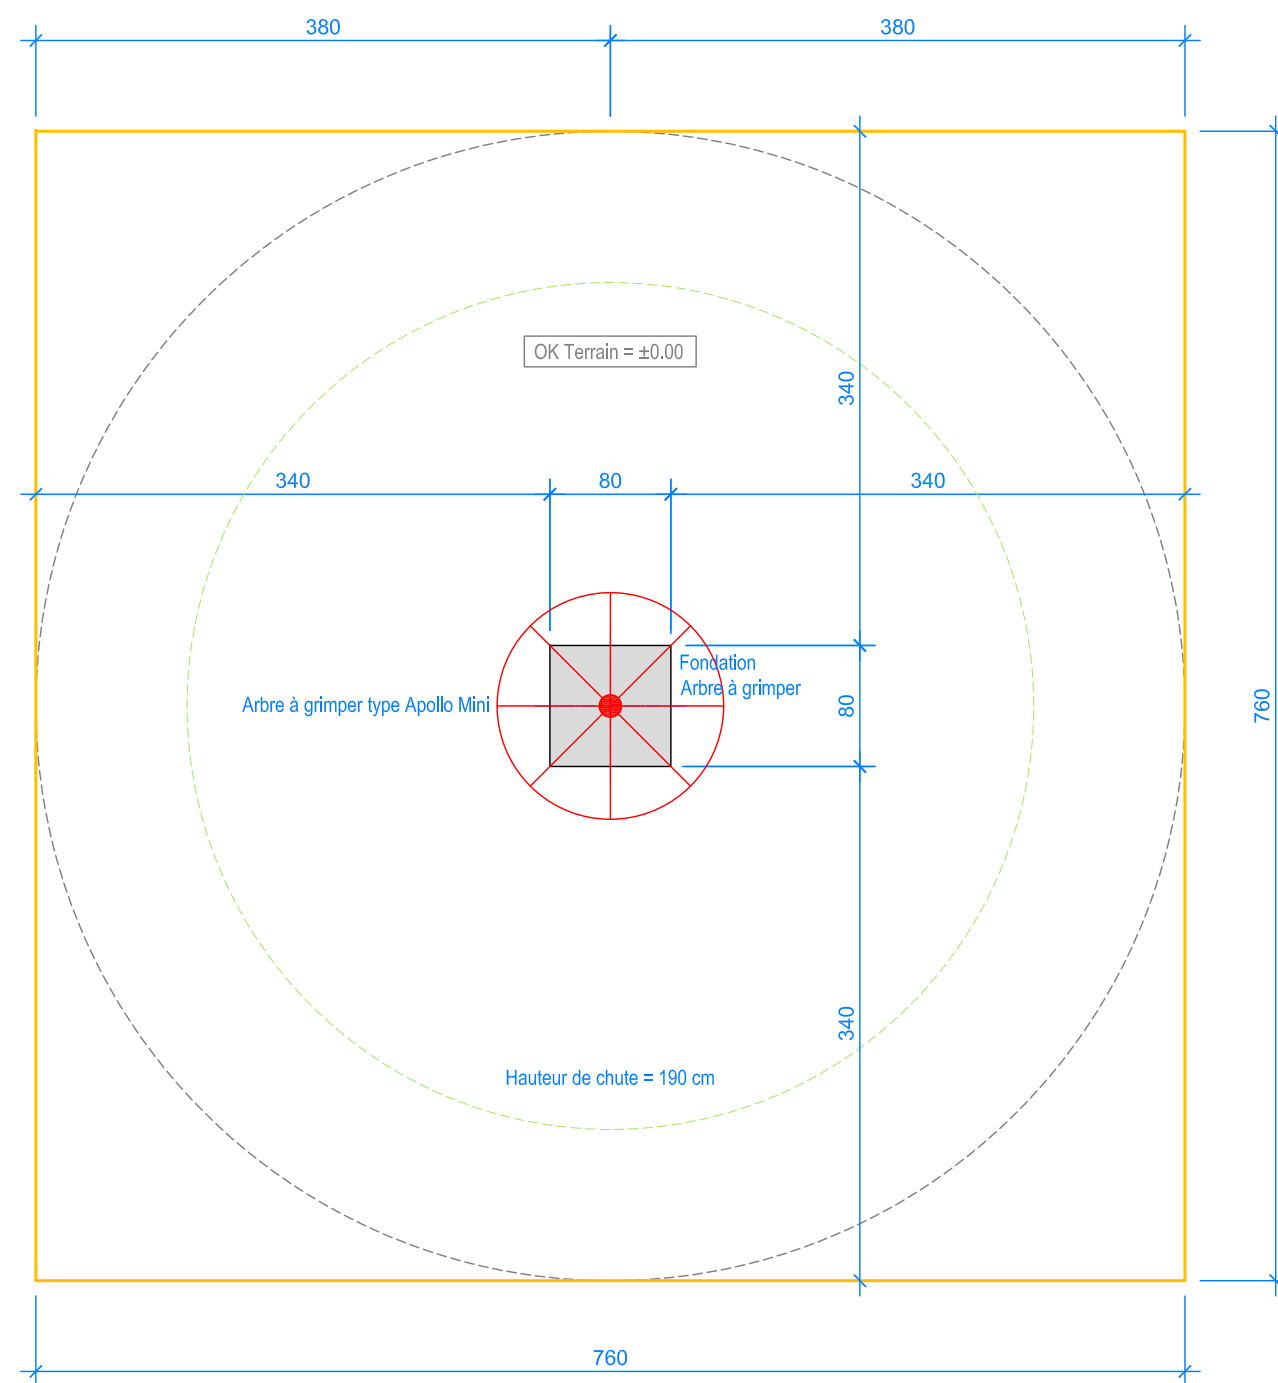 380
380
OK Terrain = ±0.00
340
340
80
340
Fondation
Arbre à grimper
Arbre à grimper type Apollo Mini
80
760
340
Hauteur de chute = 190 cm
760